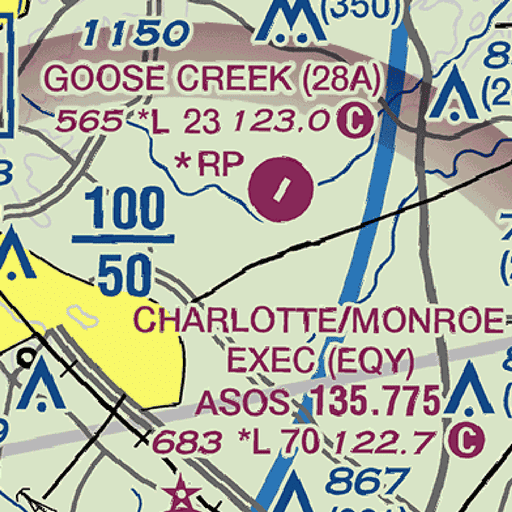 (350)
1150
GOOSE CREEK (28A)
565 *L 23 123.0 C
* RP
100
50
CHARLOTTE/MONROE
EXEC (EQY)
ASOS 135.775
683 *L 70 122.7 C
867